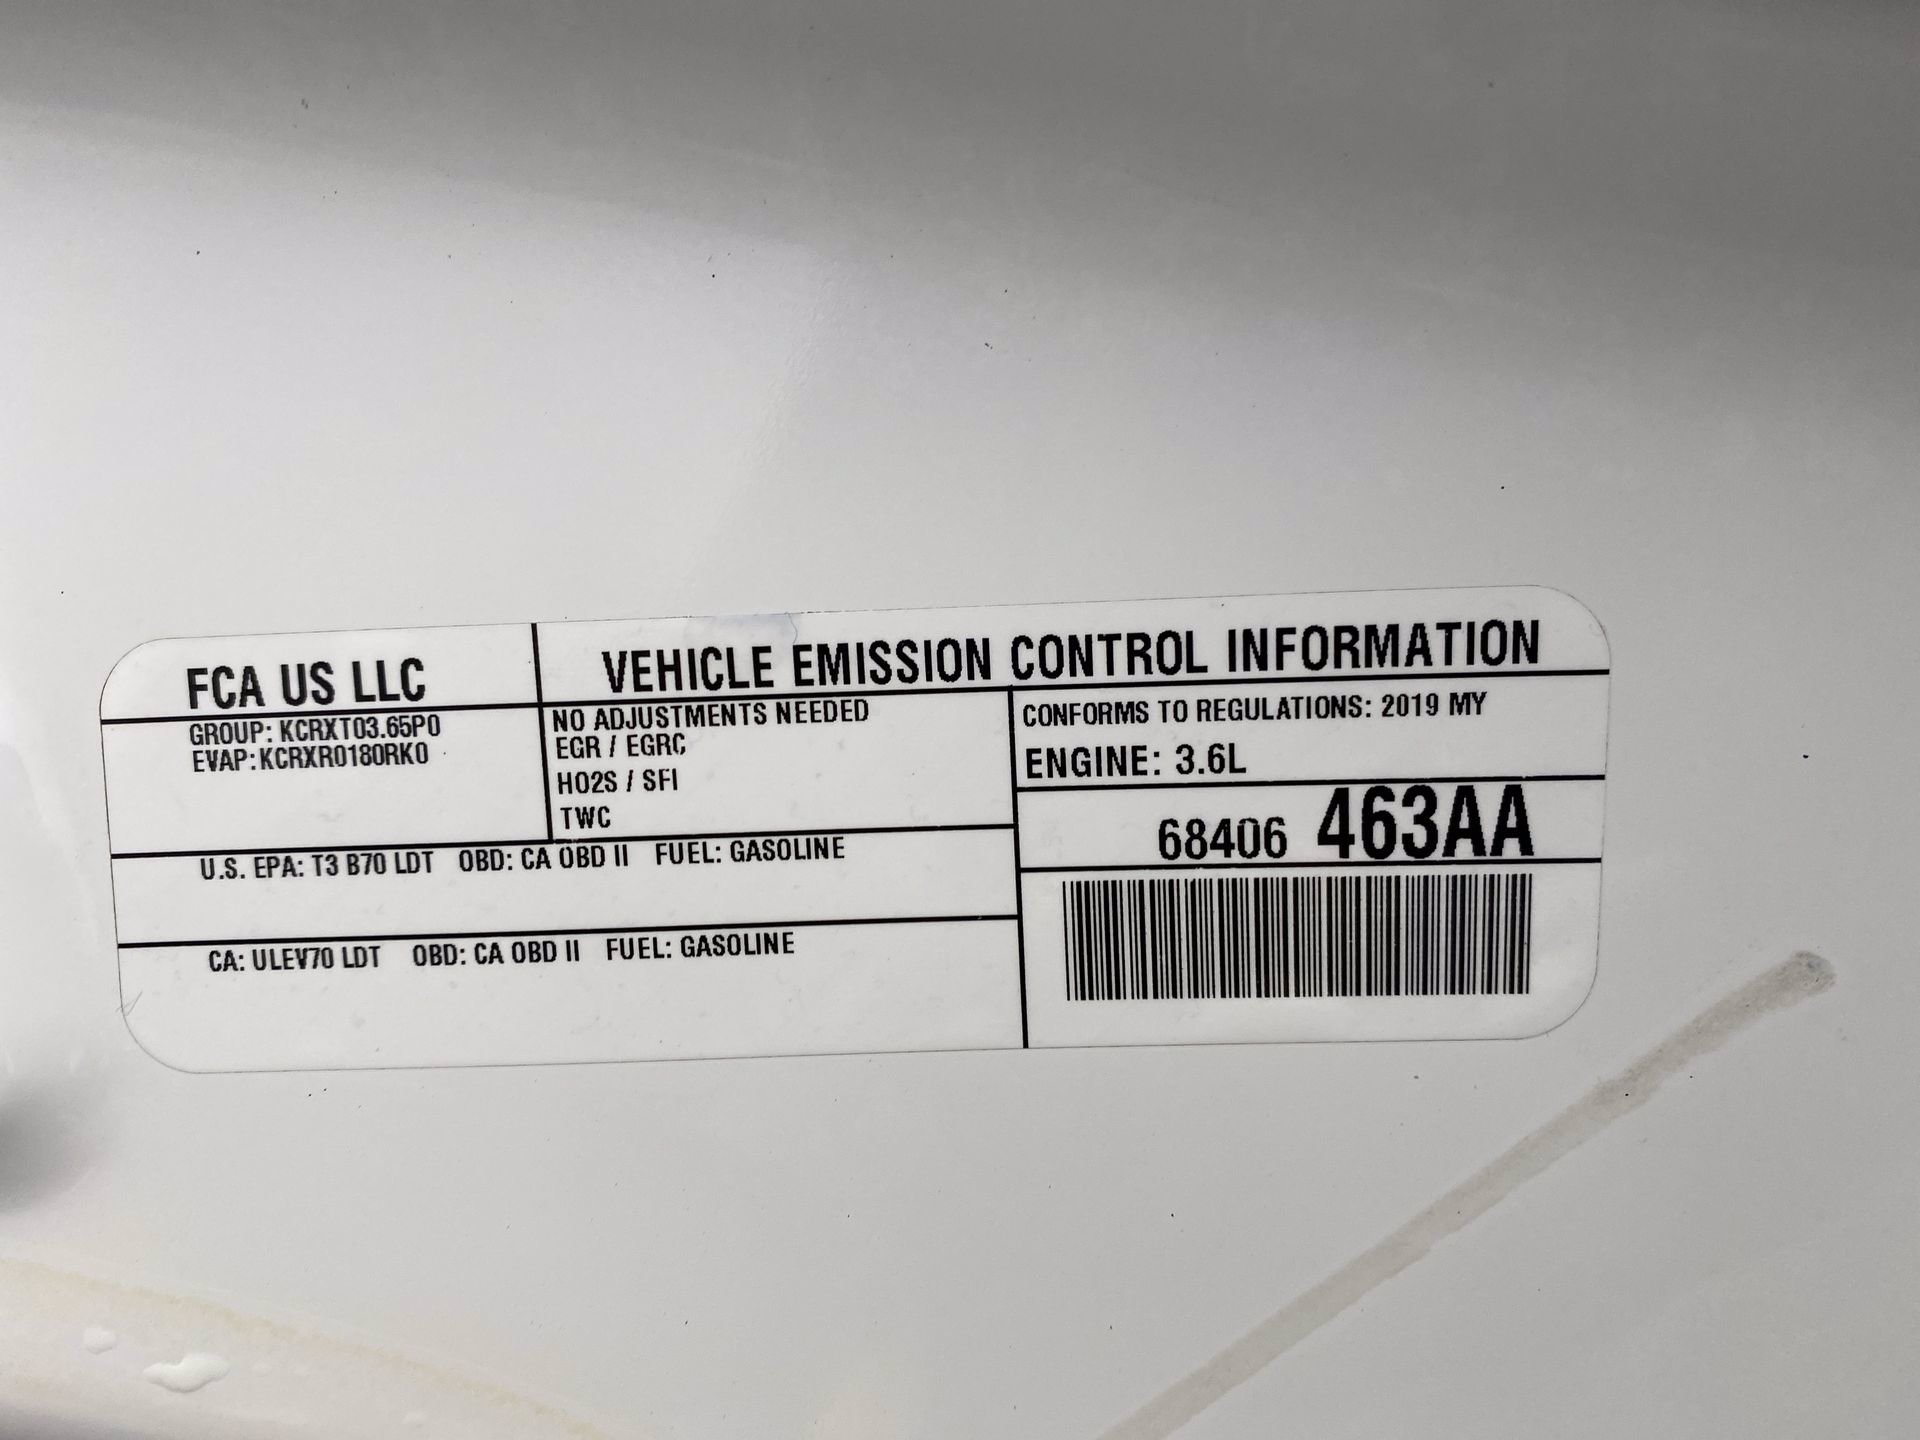 FCA US LLC
VEHICLE EMISSION CONTROL INFORMATION
GROUP: KCRXT03.65P0
EVAP: KCRXR0180RK0
NO ADJUSTMENTS NEEDED
EGR / EGRC
HO2S / SFI
TWC
CONFORMS TO REGULATIONS: 2019 MY
ENGINE: 3.6L
68406 463AA
U.S. EPA: T3 B70 LDT OBD: CA OBD II FUEL: GASOLINE
CA: ULEV70 LDT OBD: CA OBD II FUEL: GASOLINE